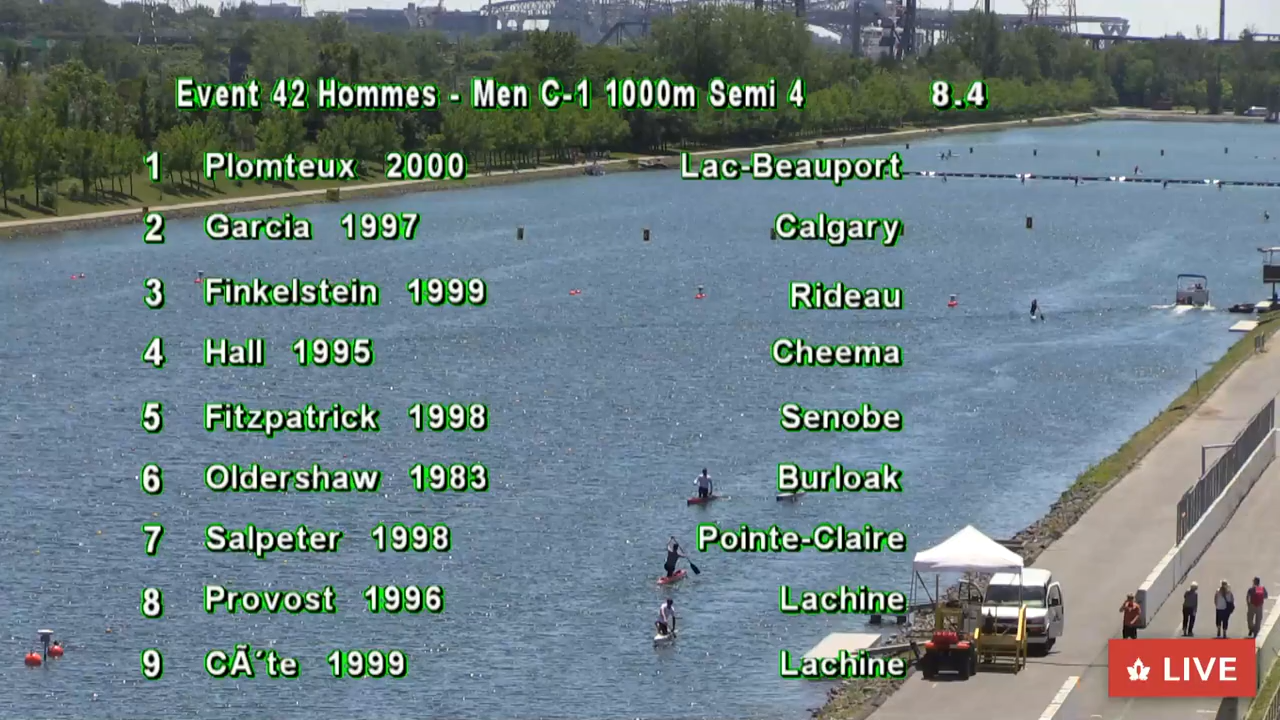 Event 42 Hommes - Men C-1 1000m Semi 4 8.4
1 Plomteux 2000 Lac-Beauport
2 Garcia 1997 Calgary
3 Finkelstein 1999 Rideau
4 Hall 1995 Cheema
5 Fitzpatrick 1998 Senobe
6 Oldershaw 1983 Burloak
7 Salpeter 1998 Pointe-Claire
8 Provost 1996 Lachine
9 CÃ´te 1999 Lachine
LIVE